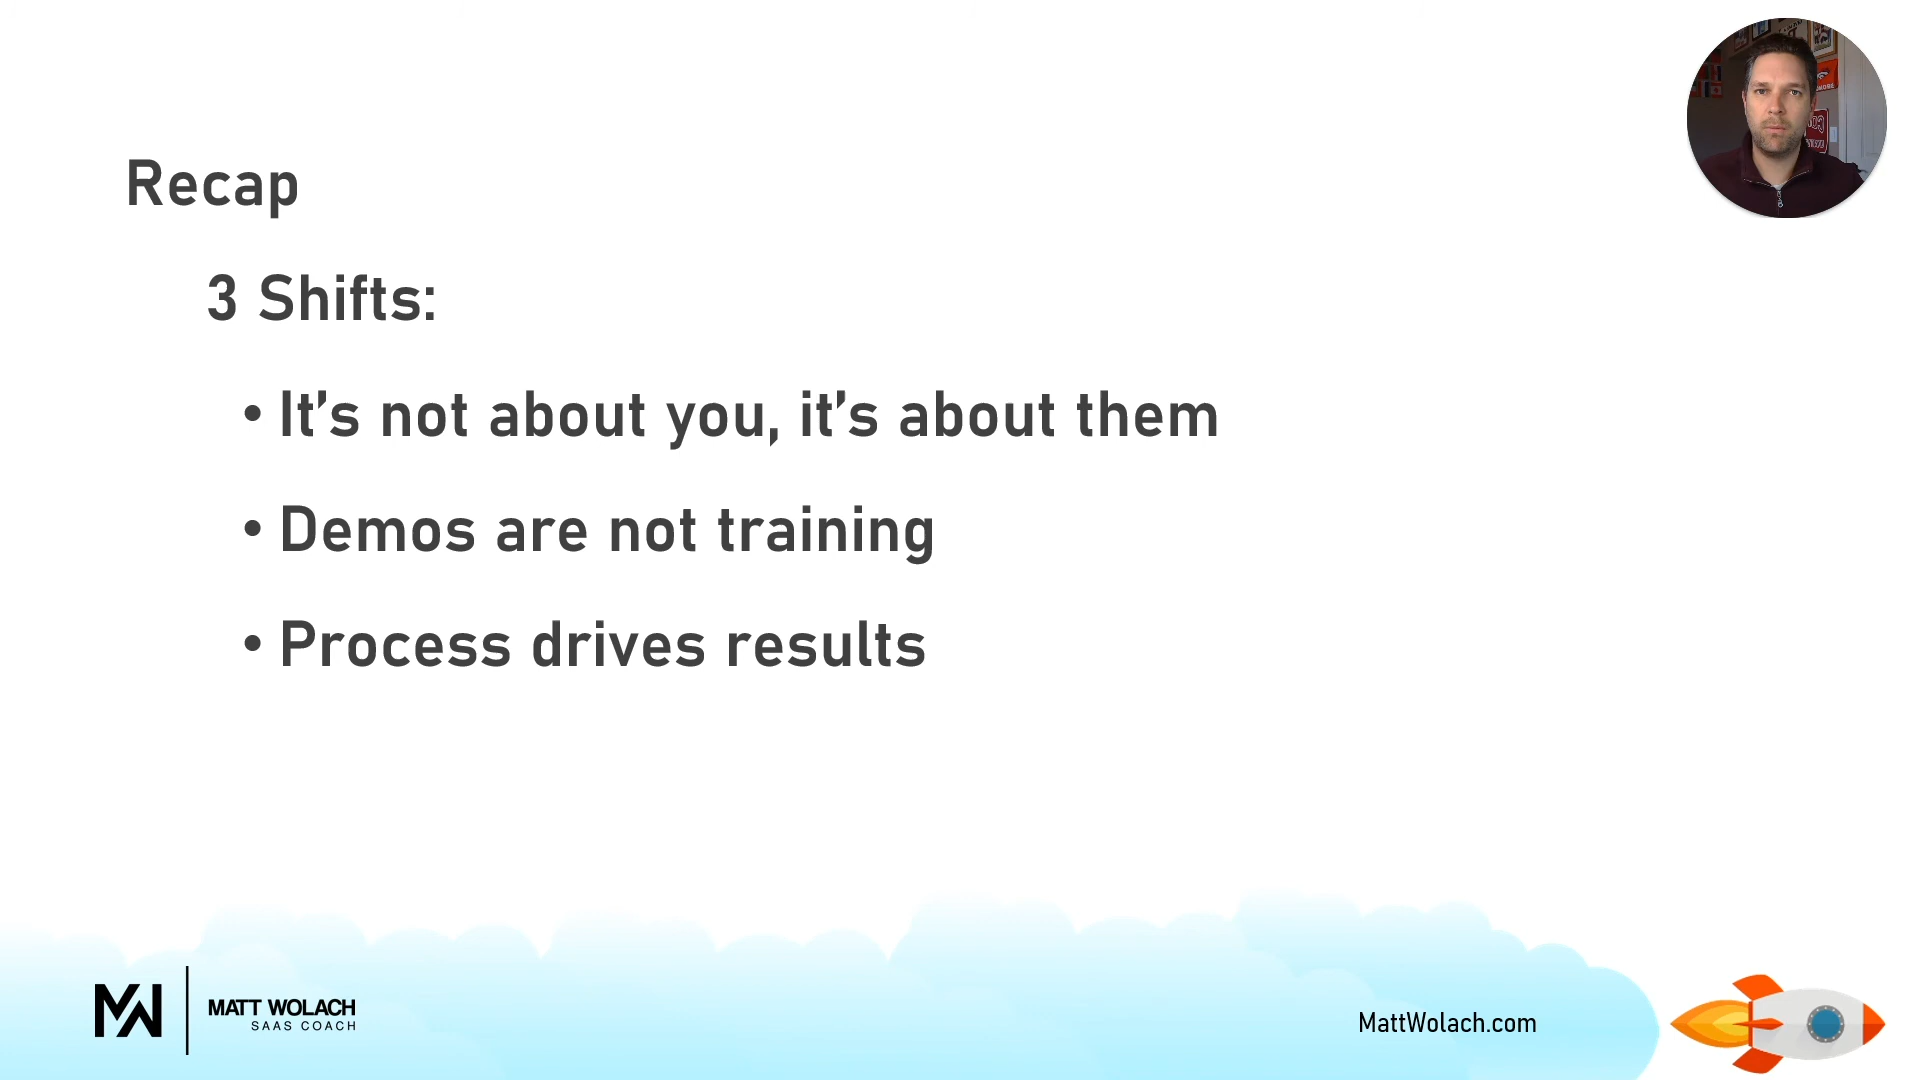 Recap
3 Shifts:
• It’s not about you, it’s about them
• Demos are not training
• Process drives results
MATT WOLACH
SAAS COACH
MattWolach.com